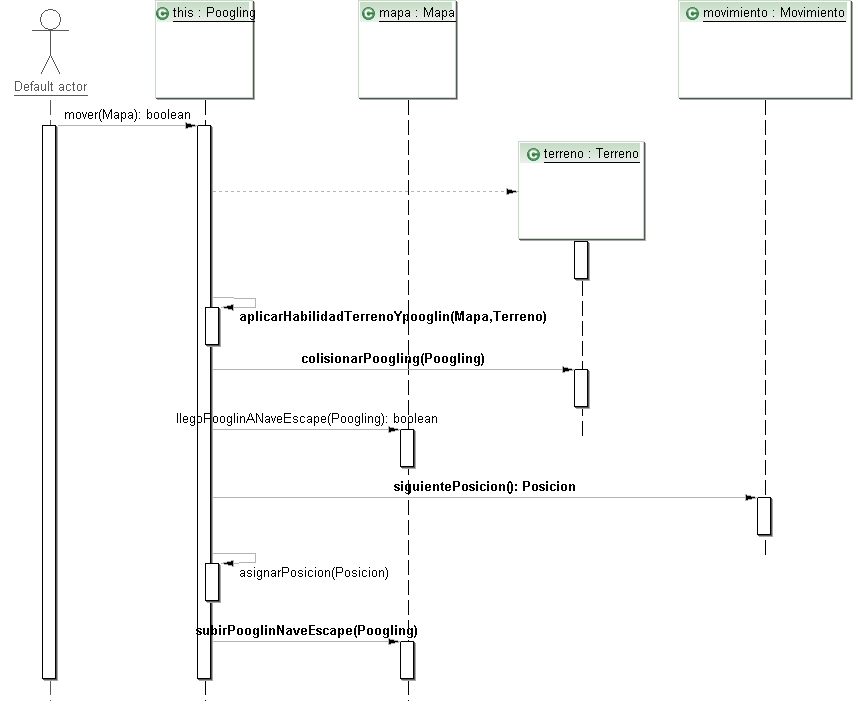 this : Poogling
mapa : Mapa
movimiento : Movimiento
Default actor
mover(Mapa): boolean
terreno : Terreno
aplicarHabilidadTerrenoYpooglin(Mapa,Terreno)
colisionarPoogling(Poogling)
llegoPooglinANaveEscape(Poogling): boolean
siguientePosicion(): Posicion
asignarPosicion(Posicion)
subirPooglinNaveEscape(Poogling)